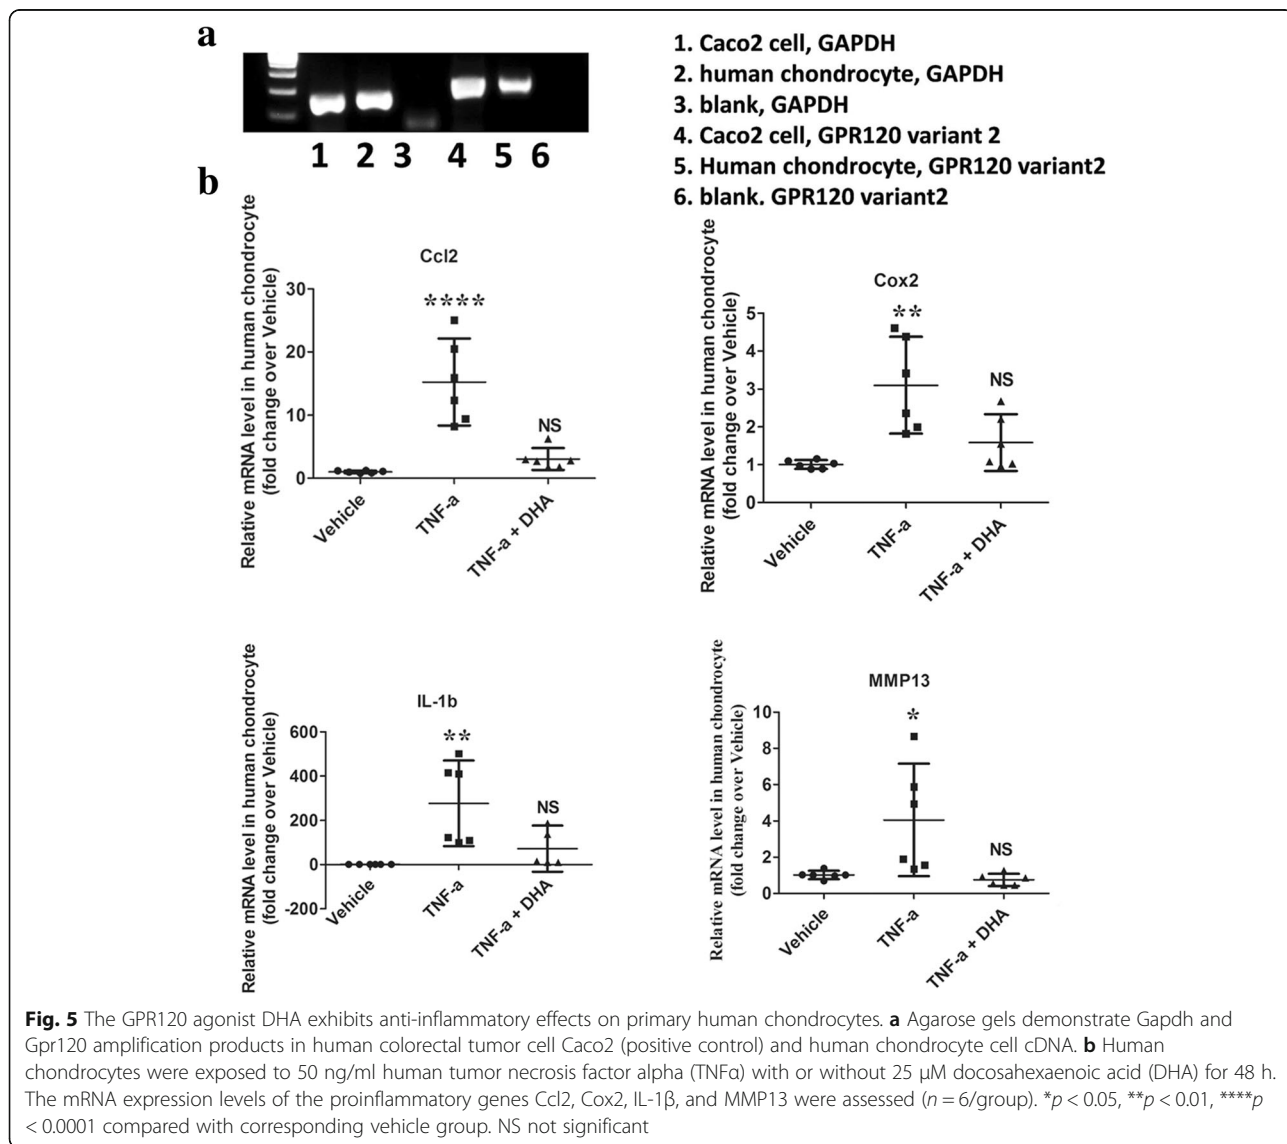 a
1 2 3 4 5 6
1. Caco2 cell, GAPDH
2. human chondrocyte, GAPDH
3. blank, GAPDH
4. Caco2 cell, GPR120 variant 2
5. Human chondrocyte, GPR120 variant2
6. blank. GPR120 variant2
b
Relative mRNA level in human chondrocyte
(fold change over Vehicle)
Ccl2
30
20
10
0
****
NS
Vehicle
TNF-a
TNF-a + DHA
Relative mRNA level in human chondrocyte
(fold change over Vehicle)
Cox2
5
4
3
2
1
0
**
NS
Vehicle
TNF-a
TNF-a + DHA
Relative mRNA level in human chondrocyte
(fold change over Vehicle)
IL-1b
600
400
200
0
-200
**
NS
Vehicle
TNF-a
TNF-a + DHA
Relative mRNA level in human chondrocyte
(fold change over Vehicle)
MMP13
10
8
6
4
2
0
*
NS
Vehicle
TNF-a
TNF-a + DHA
Fig. 5 The GPR120 agonist DHA exhibits anti-inflammatory effects on primary human chondrocytes. a Agarose gels demonstrate Gapdh and
Gpr120 amplification products in human colorectal tumor cell Caco2 (positive control) and human chondrocyte cell cDNA. b Human
chondrocytes were exposed to 50 ng/ml human tumor necrosis factor alpha (TNFα) with or without 25 μM docosahexaenoic acid (DHA) for 48 h.
The mRNA expression levels of the proinflammatory genes Ccl2, Cox2, IL-1β, and MMP13 were assessed (n = 6/group). *p < 0.05, **p < 0.01, ****p
< 0.0001 compared with corresponding vehicle group. NS not significant